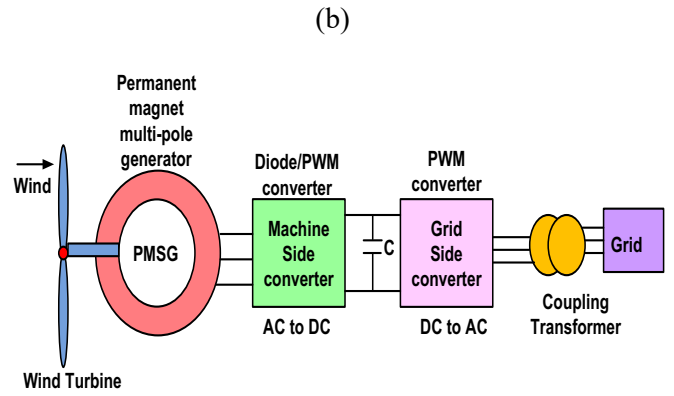 (b)
Permanent
magnet
multi-pole
generator
Wind
PMSG
Wind Turbine
Diode/PWM
converter
Machine
Side
converter
AC to DC
C
PWM
converter
Grid
Side
converter
DC to AC
Coupling
Transformer
Grid